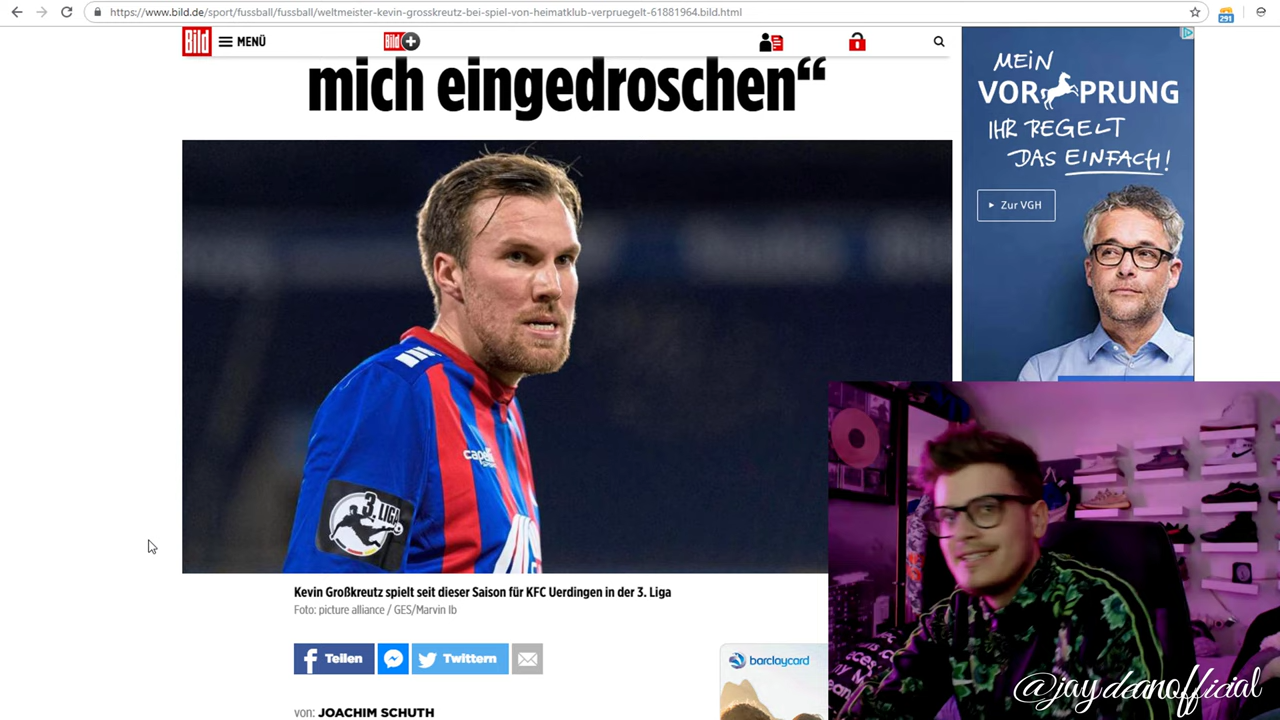 https://www.bild.de/sport/fussball/fussball/weltmeister-kevin-grosskreutz-bei-spiel-von-heimatklub-verpruegelt-61881964.bild.html
291
Bild
MENÜ
Bild+
mich eingedroschen“
MEIN
VORSPRUNG
IHR REGELT
DAS EINFACH!
Zur VGH
capelli
3. LIGA
Kevin Großkreutz spielt seit dieser Saison für KFC Uerdingen in der 3. Liga
Foto: picture alliance / GES/Marvin Ib
Teilen
Twittern
barclaycard
von: JOACHIM SCHUTH
@jaydeanofficial